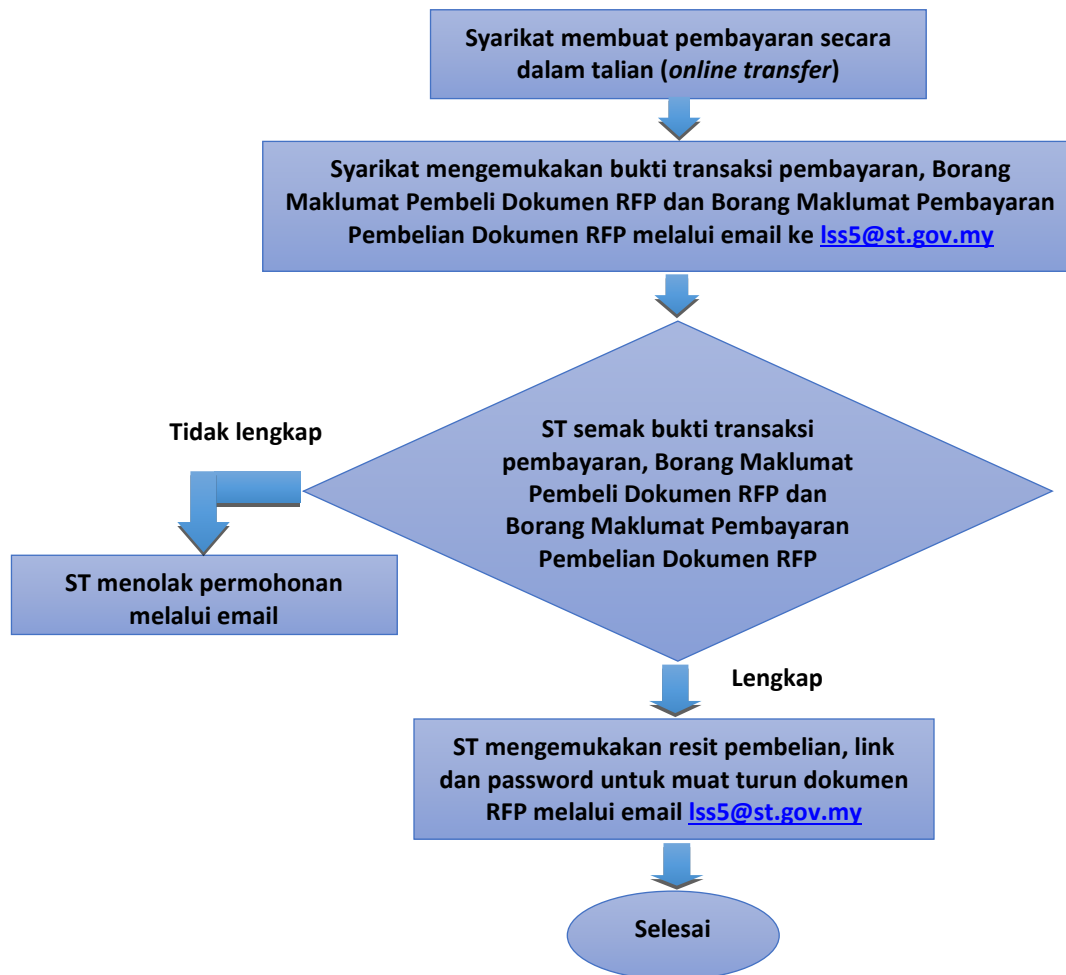 Syarikat membuat pembayaran secara
dalam talian (online transfer)
Syarikat mengemukakan bukti transaksi pembayaran, Borang
Maklumat Pembeli Dokumen RFP dan Borang Maklumat Pembayaran
Pembelian Dokumen RFP melalui email ke lss5@st.gov.my
Tidak lengkap
ST semak bukti transaksi
pembayaran, Borang Maklumat
Pembeli Dokumen RFP dan
Borang Maklumat Pembayaran
Pembelian Dokumen RFP
ST menolak permohonan
melalui email
Lengkap
ST mengemukakan resit pembelian, link
dan password untuk muat turun dokumen
RFP melalui email lss5@st.gov.my
Selesai